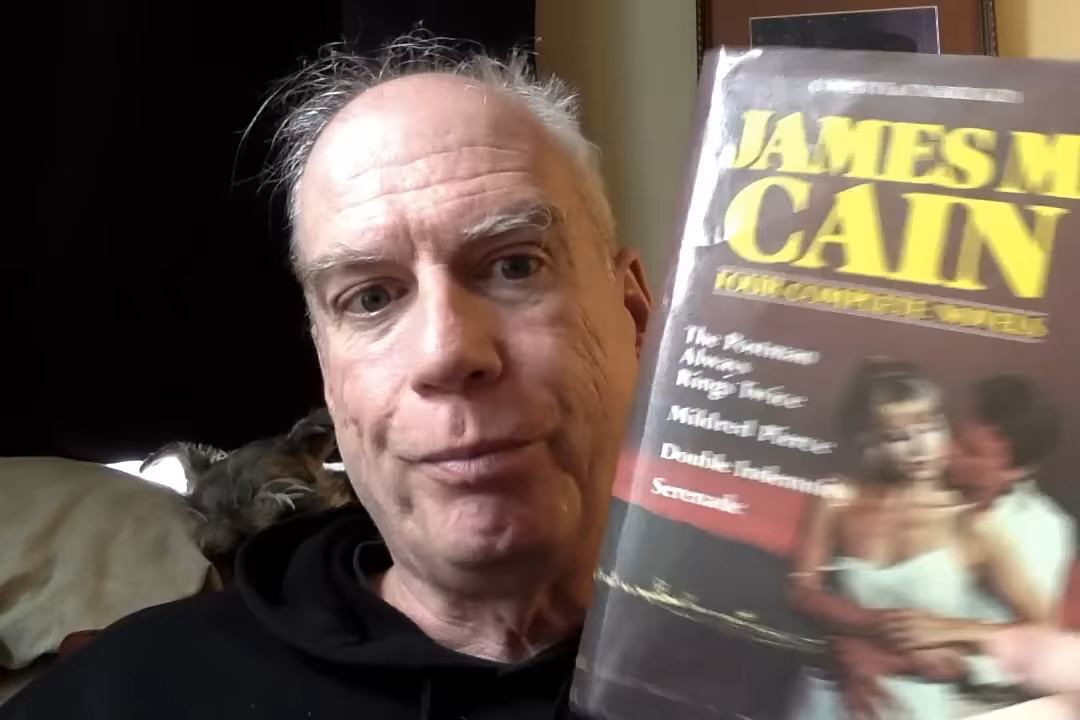 JAMES M
CAIN
FOUR COMPLETE NOVELS
The Postman
Always
Rings Twice
Mildred Pierce
Double Indemnity
Serenade